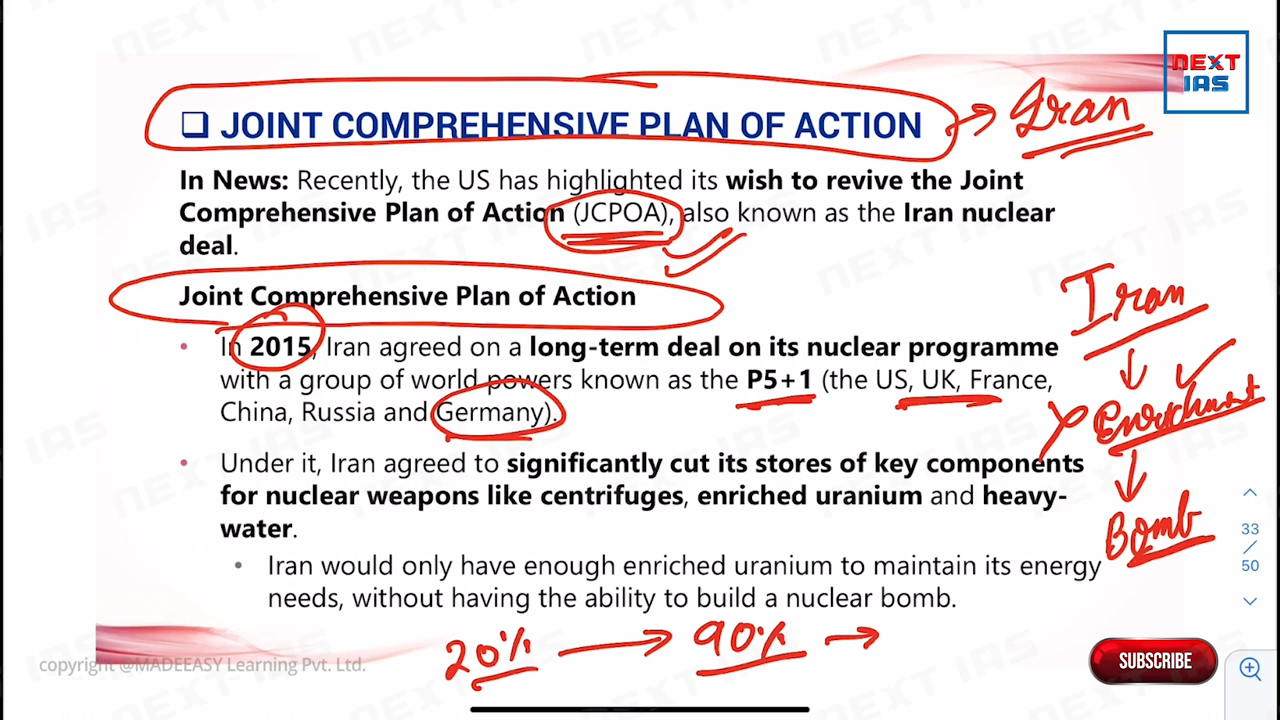 NEXT
IAS
❑ JOINT COMPREHENSIVE PLAN OF ACTION
→ Iran
In News: Recently, the US has highlighted its wish to revive the Joint
Comprehensive Plan of Action (JCPOA), also known as the Iran nuclear
deal.
Joint Comprehensive Plan of Action
• In 2015, Iran agreed on a long-term deal on its nuclear programme
with a group of world powers known as the P5+1 (the US, UK, France,
China, Russia and Germany).
• Under it, Iran agreed to significantly cut its stores of key components
for nuclear weapons like centrifuges, enriched uranium and heavy-
water.
• Iran would only have enough enriched uranium to maintain its energy
needs, without having the ability to build a nuclear bomb.
Iran
↓
Enrichment
↓
Bomb
33
/
50
20% → 90% →
copyright @MADEEASY Learning Pvt. Ltd.
SUBSCRIBE